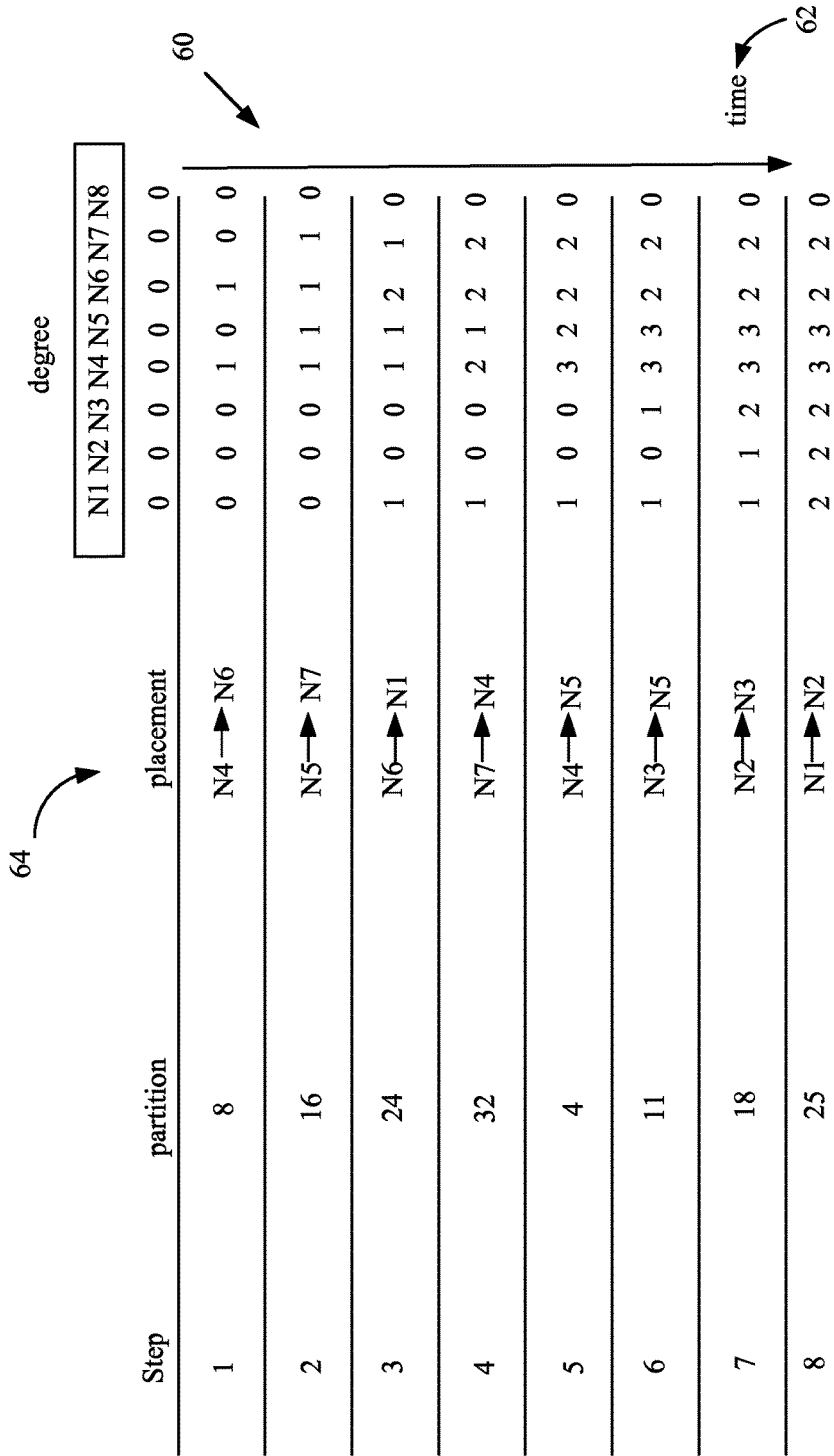 64
60
degree
Step partition placement N1 N2 N3 N4 N5 N6 N7 N8
0 0 0 0 0 0 0 0
1 8 N4 N6 0 0 0 1 0 1 0 0
2 16 N5 N7 0 0 0 1 1 1 1 0
3 24 N6 N1 1 0 0 1 1 2 1 0
4 32 N7 N4 1 0 0 2 1 2 2 0
5 4 N4 N5 1 0 0 3 2 2 2 0
6 11 N3 N5 1 0 1 3 3 2 2 0
7 18 N2 N3 1 1 2 3 3 2 2 0
8 25 N1 N2 2 2 2 3 3 2 2 0
time
62